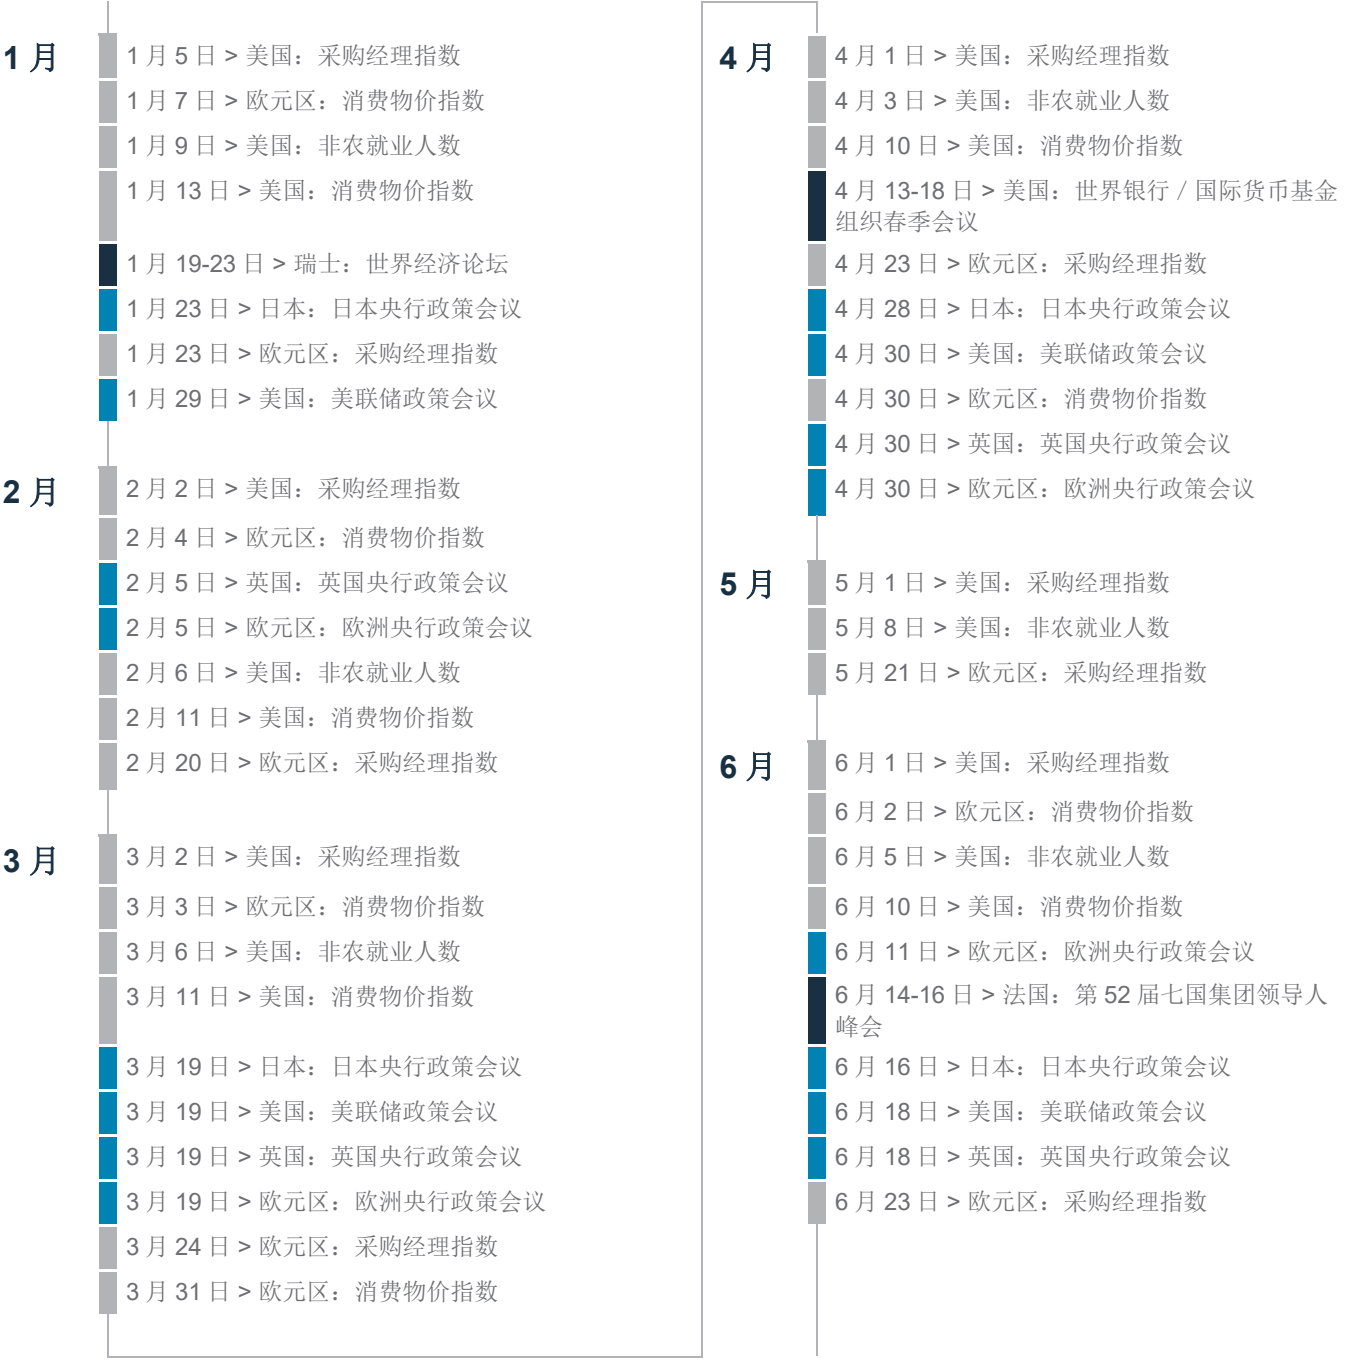 1 月
1 月 5 日 > 美国：采购经理指数
1 月 7 日 > 欧元区：消费物价指数
1 月 9 日 > 美国：非农就业人数
1 月 13 日 > 美国：消费物价指数
1 月 19-23 日 > 瑞士：世界经济论坛
1 月 23 日 > 日本：日本央行政策会议
1 月 23 日 > 欧元区：采购经理指数
1 月 29 日 > 美国：美联储政策会议
2 月
2 月 2 日 > 美国：采购经理指数
2 月 4 日 > 欧元区：消费物价指数
2 月 5 日 > 英国：英国央行政策会议
2 月 5 日 > 欧元区：欧洲央行政策会议
2 月 6 日 > 美国：非农就业人数
2 月 11 日 > 美国：消费物价指数
2 月 20 日 > 欧元区：采购经理指数
3 月
3 月 2 日 > 美国：采购经理指数
3 月 3 日 > 欧元区：消费物价指数
3 月 6 日 > 美国：非农就业人数
3 月 11 日 > 美国：消费物价指数
3 月 19 日 > 日本：日本央行政策会议
3 月 19 日 > 美国：美联储政策会议
3 月 19 日 > 英国：英国央行政策会议
3 月 19 日 > 欧元区：欧洲央行政策会议
3 月 24 日 > 欧元区：采购经理指数
3 月 31 日 > 欧元区：消费物价指数
4 月
4 月 1 日 > 美国：采购经理指数
4 月 3 日 > 美国：非农就业人数
4 月 10 日 > 美国：消费物价指数
4 月 13-18 日 > 美国：世界银行 / 国际货币基金
组织春季会议
4 月 23 日 > 欧元区：采购经理指数
4 月 28 日 > 日本：日本央行政策会议
4 月 30 日 > 美国：美联储政策会议
4 月 30 日 > 欧元区：消费物价指数
4 月 30 日 > 英国：英国央行政策会议
4 月 30 日 > 欧元区：欧洲央行政策会议
5 月
5 月 1 日 > 美国：采购经理指数
5 月 8 日 > 美国：非农就业人数
5 月 21 日 > 欧元区：采购经理指数
6 月
6 月 1 日 > 美国：采购经理指数
6 月 2 日 > 欧元区：消费物价指数
6 月 5 日 > 美国：非农就业人数
6 月 10 日 > 美国：消费物价指数
6 月 11 日 > 欧元区：欧洲央行政策会议
6 月 14-16 日 > 法国：第 52 届七国集团领导人
峰会
6 月 16 日 > 日本：日本央行政策会议
6 月 18 日 > 美国：美联储政策会议
6 月 18 日 > 英国：英国央行政策会议
6 月 23 日 > 欧元区：采购经理指数